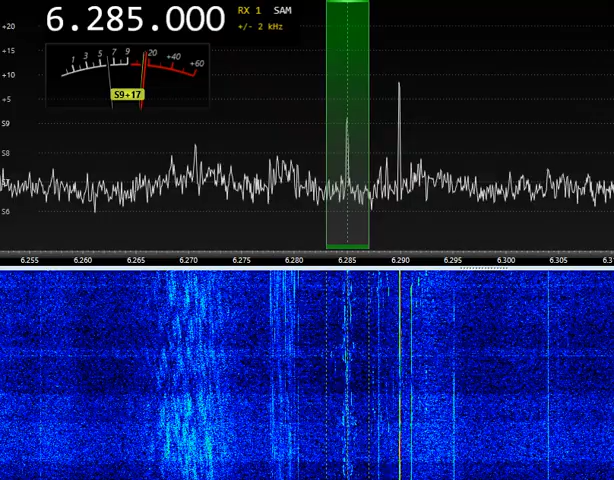 6.285.000 RX 1 SAM
+/- 2 kHz
+20
+15
+10
+5
S9
S8
S6
1 3 5 7 9 20 +40 +60
S9+17
6.255 6.260 6.265 6.270 6.275 6.280 6.285 6.290 6.295 6.300 6.305